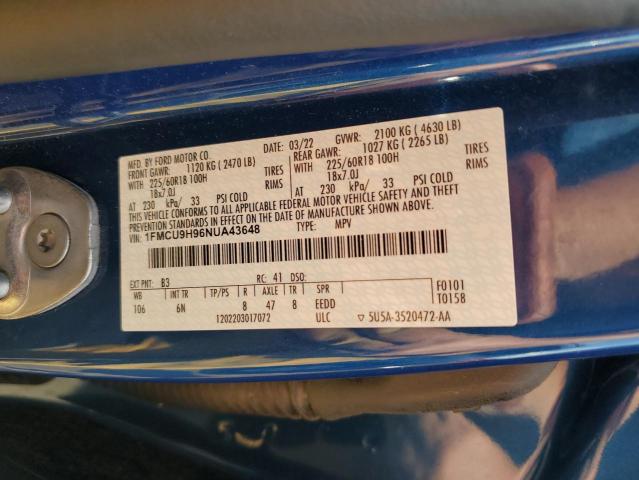 MFD. BY FORD MOTOR CO. DATE: 03/22 GVWR: 2100 KG ( 4630 LB)
FRONT GAWR: 1120 KG ( 2470 LB) REAR GAWR: 1027 KG ( 2265 LB)
WITH 225/60R18 100H TIRES WITH 225/60R18 100H TIRES
18x7.0J RIMS 18x7.0J RIMS
AT 230 kPa/ 33 PSI COLD AT 230 kPa/ 33 PSI COLD
THIS VEHICLE CONFORMS TO ALL APPLICABLE FEDERAL MOTOR VEHICLE SAFETY AND THEFT
PREVENTION STANDARDS IN EFFECT ON THE DATE OF MANUFACTURE SHOWN ABOVE.
VIN: 1FMCU9H96NUA43648 TYPE: MPV
EXT PNT: B3 RC: 41 DSO: F0101
WB INT TR TP/PS R AXLE TR SPR T0158
106 6N 8 47 8 EEDD
1202203017072 ULC ▽ 5U5A-3520472-AA